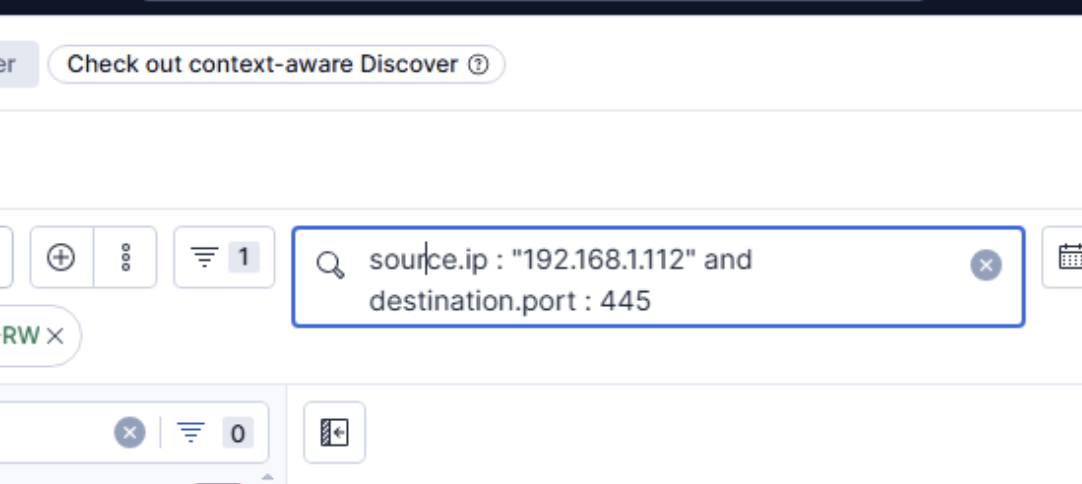 er
Check out context-aware Discover
1
source.ip : "192.168.1.112" and
destination.port : 445
RW
0